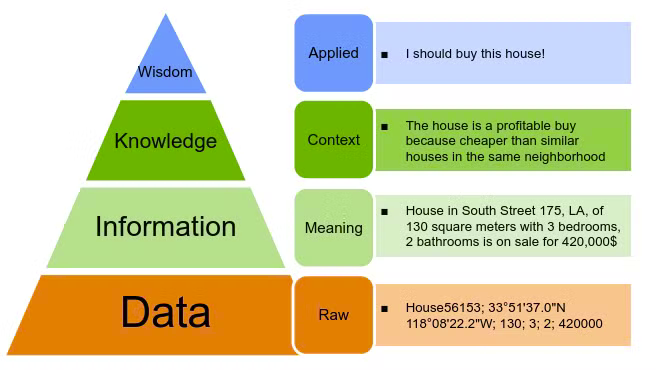 Wisdom
Applied
▪ I should buy this house!
Knowledge
Context
▪ The house is a profitable buy
because cheaper than similar
houses in the same neighborhood
Information
Meaning
▪ House in South Street 175, LA, of
130 square meters with 3 bedrooms,
2 bathrooms is on sale for 420,000$
Data
Raw
▪ House56153; 33°51'37.0"N
118°08'22.2"W; 130; 3; 2; 420000